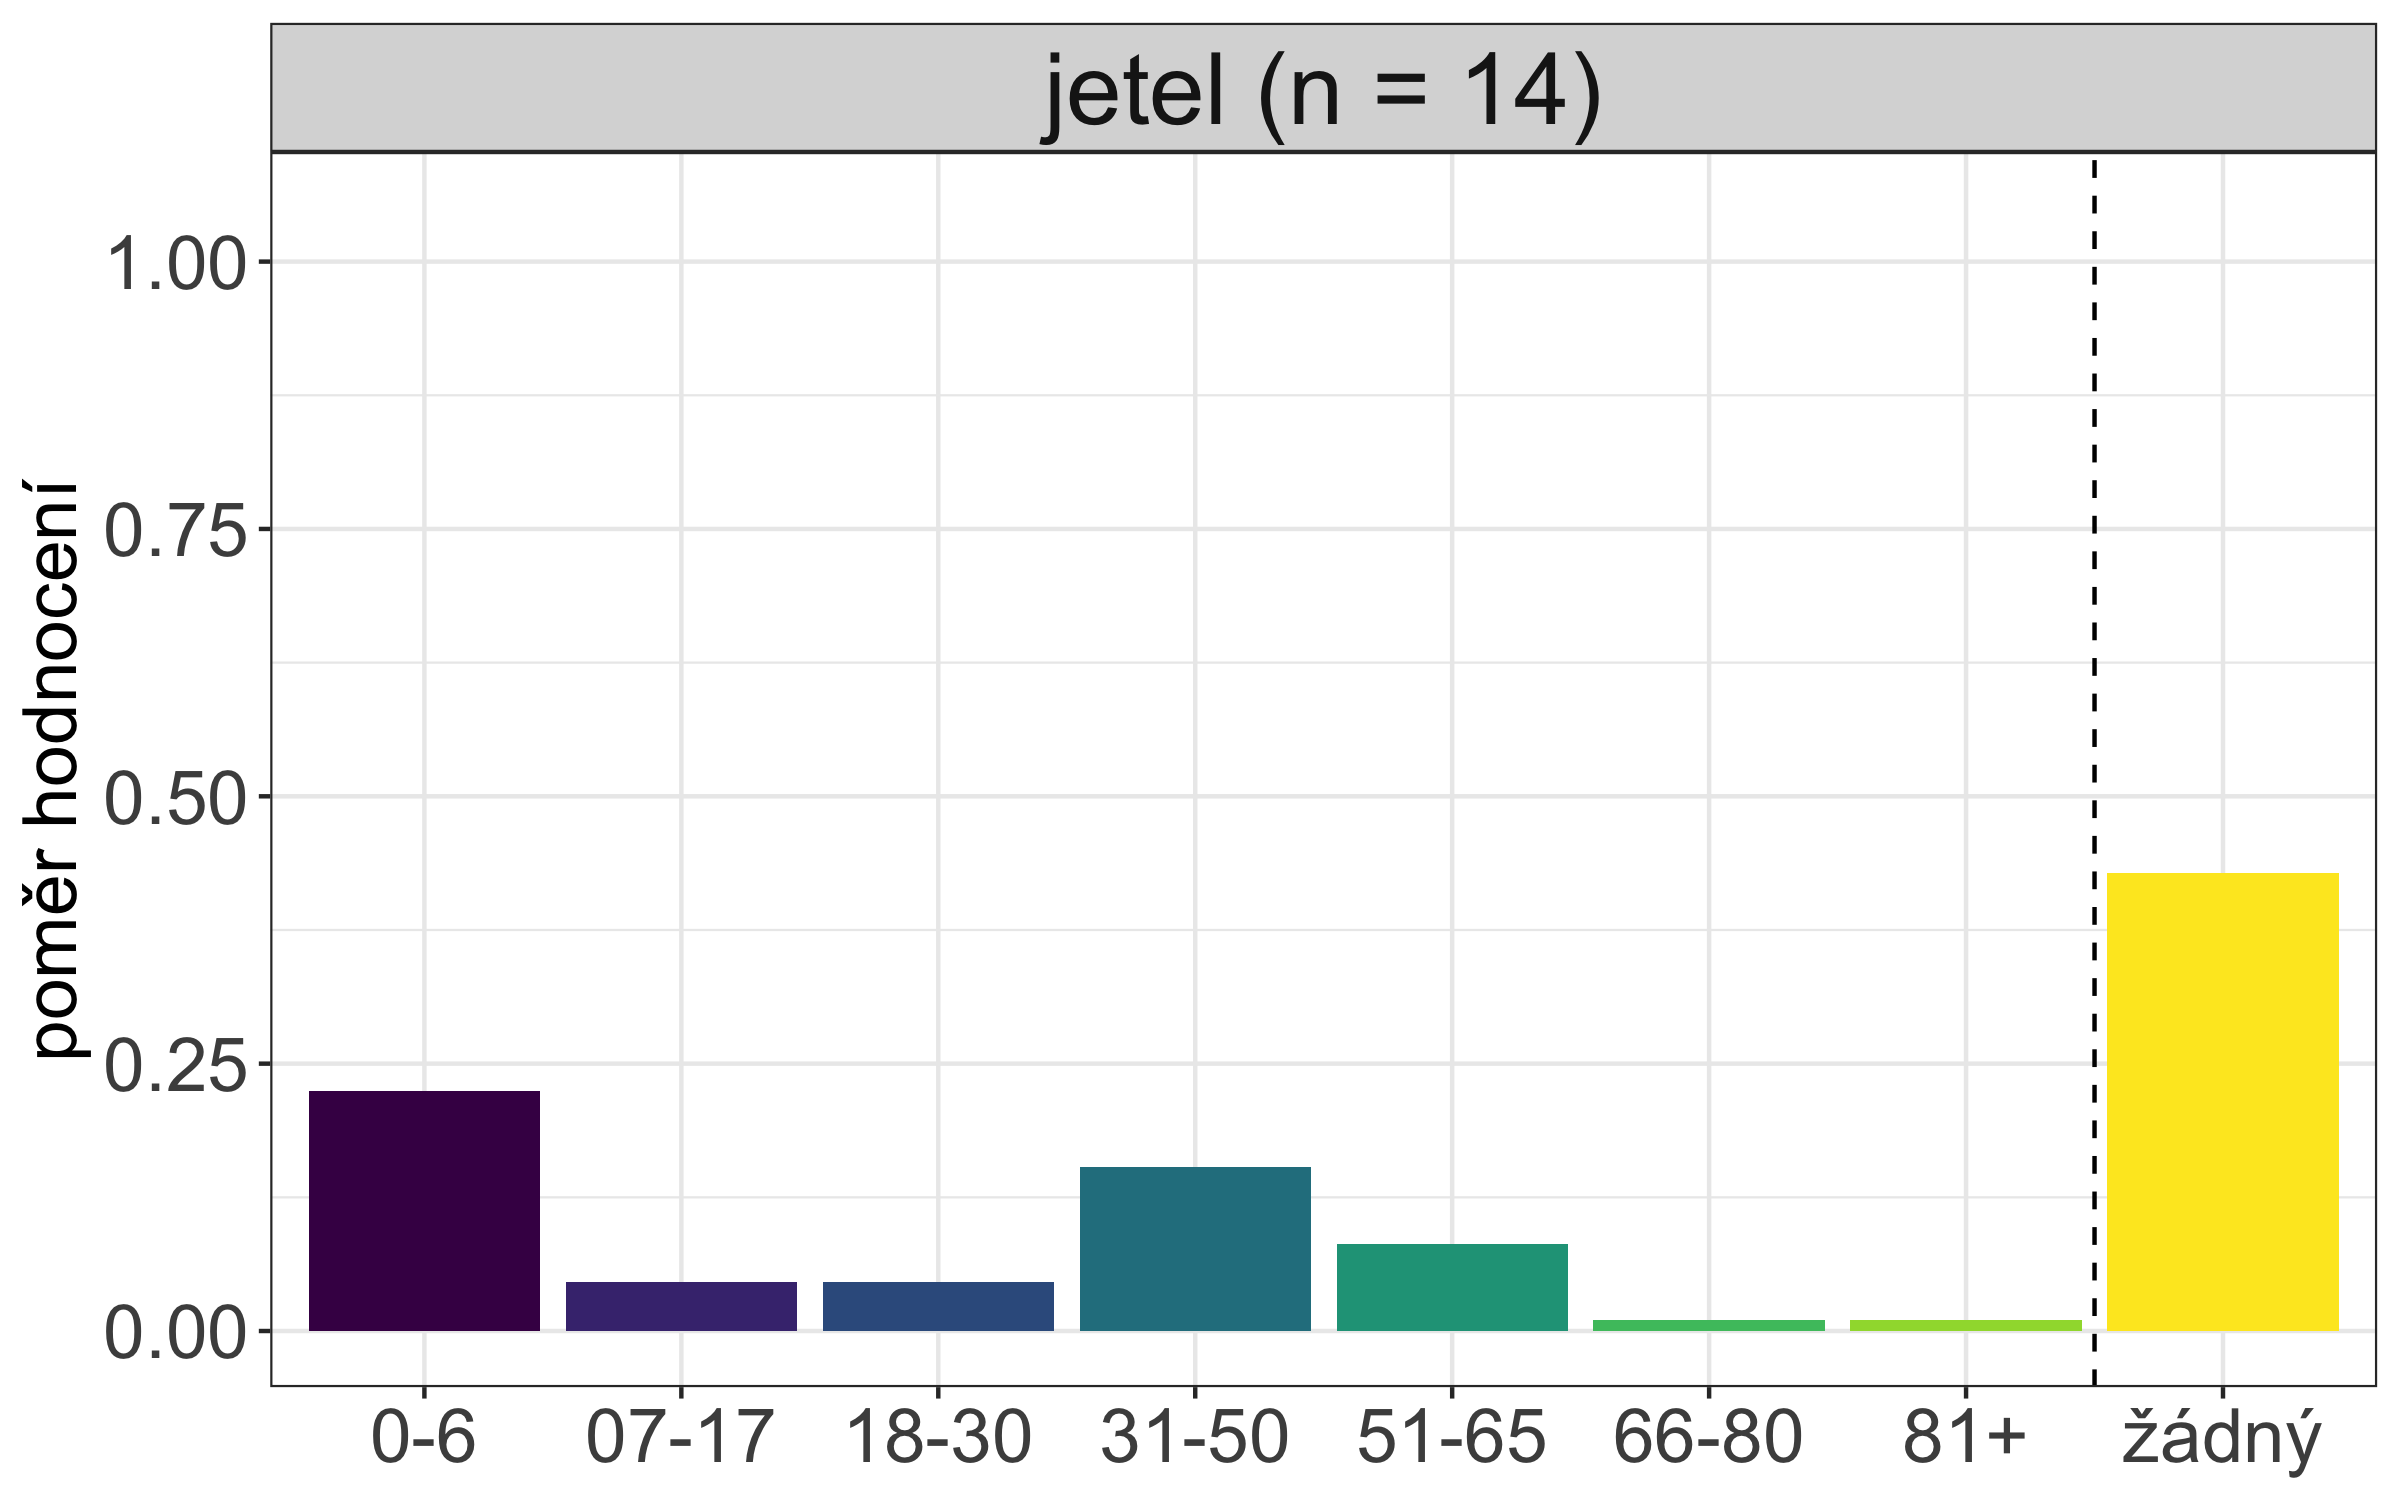 jetel (n = 14)
poměr hodnocení
1.00
0.75
0.50
0.25
0.00
0-6 07-17 18-30 31-50 51-65 66-80 81+ žádný